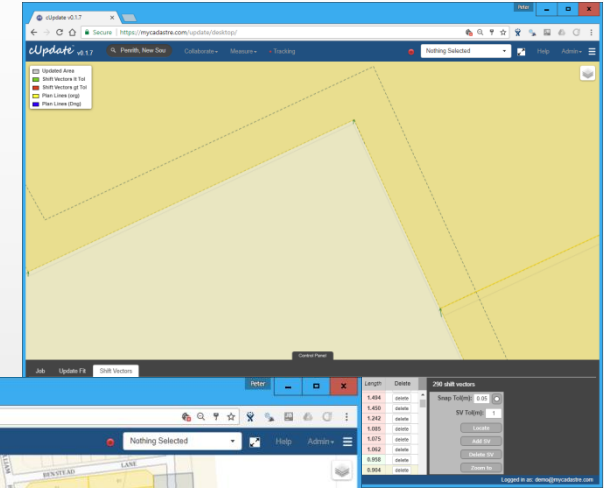 Peter
cUpdate v0.1.7
Secure https://mycadastre.com/update/desktop/
cUpdate v0.1.7 Penrith, New Sou Collaborate Measure - Tracking Nothing Selected Help Admin
Updated Area
Shift Vectors lt Tol
Shift Vectors gt Tol
Plan Lines (org)
Plan Lines (Dng)
Control Panel
Job Update Fit Shift Vectors
Peter
Nothing Selected Help Admin
BENSTEAD LANE
Length Delete 290 shift vectors
1.494 delete Snap Tol(m): 0.05
1.450 delete SV Tol(m): 1
1.242 delete
1.085 delete Locate
1.075 delete Add SV
1.062 delete Delete SV
0.958 delete Zoom to
0.904 delete
Logged in as: demo@mycadastre.com